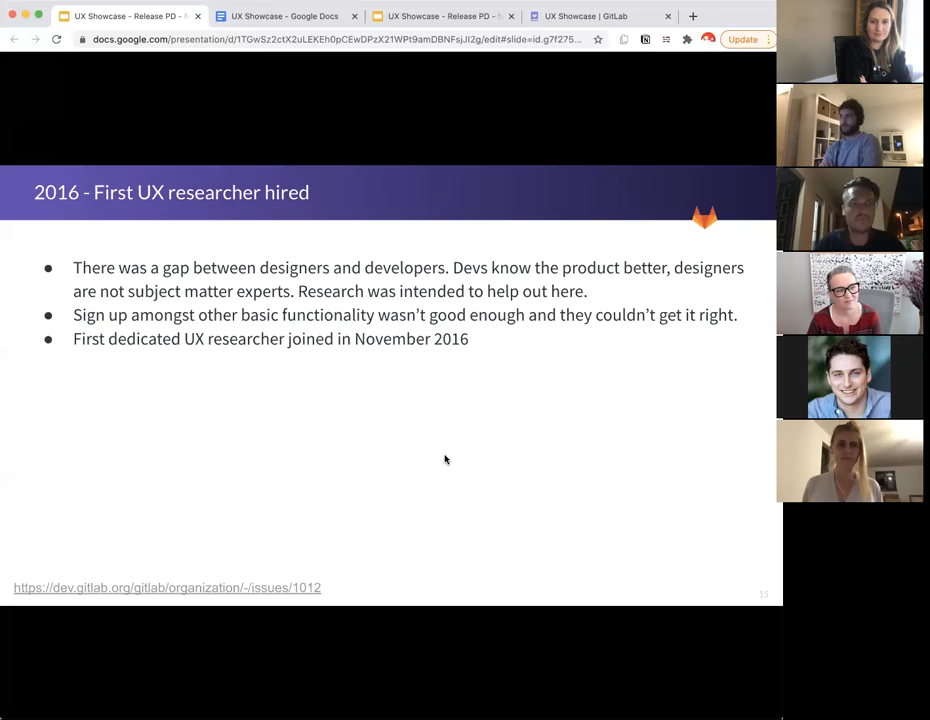 UX Showcase - Release PD -
UX Showcase - Google Docs
UX Showcase - Release PD -
UX Showcase | GitLab
docs.google.com/presentation/d/1TGwSz2ctX2uLEKEh0pCEwDPzX21WPt9amDBNFsjJI2g/edit#slide=id.g7f275...
Update
2016 - First UX researcher hired
● There was a gap between designers and developers. Devs know the product better, designers
are not subject matter experts. Research was intended to help out here.
● Sign up amongst other basic functionality wasn’t good enough and they couldn’t get it right.
● First dedicated UX researcher joined in November 2016
https://dev.gitlab.org/gitlab/organization/-/issues/1012
15